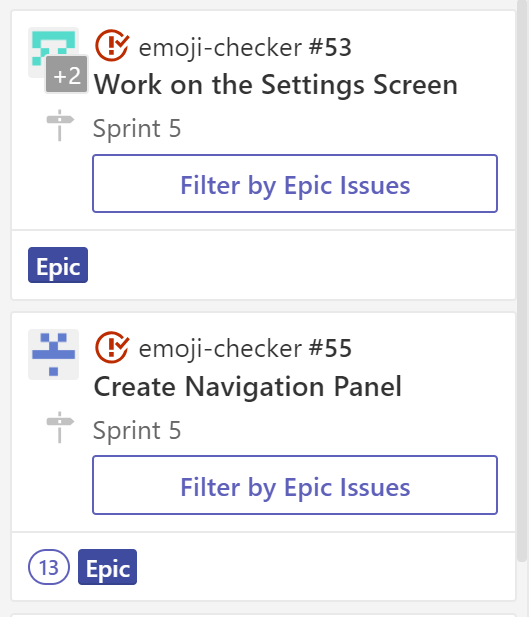 emoji-checker #53
+2
Work on the Settings Screen
Sprint 5
Filter by Epic Issues
Epic
emoji-checker #55
Create Navigation Panel
Sprint 5
Filter by Epic Issues
13 Epic